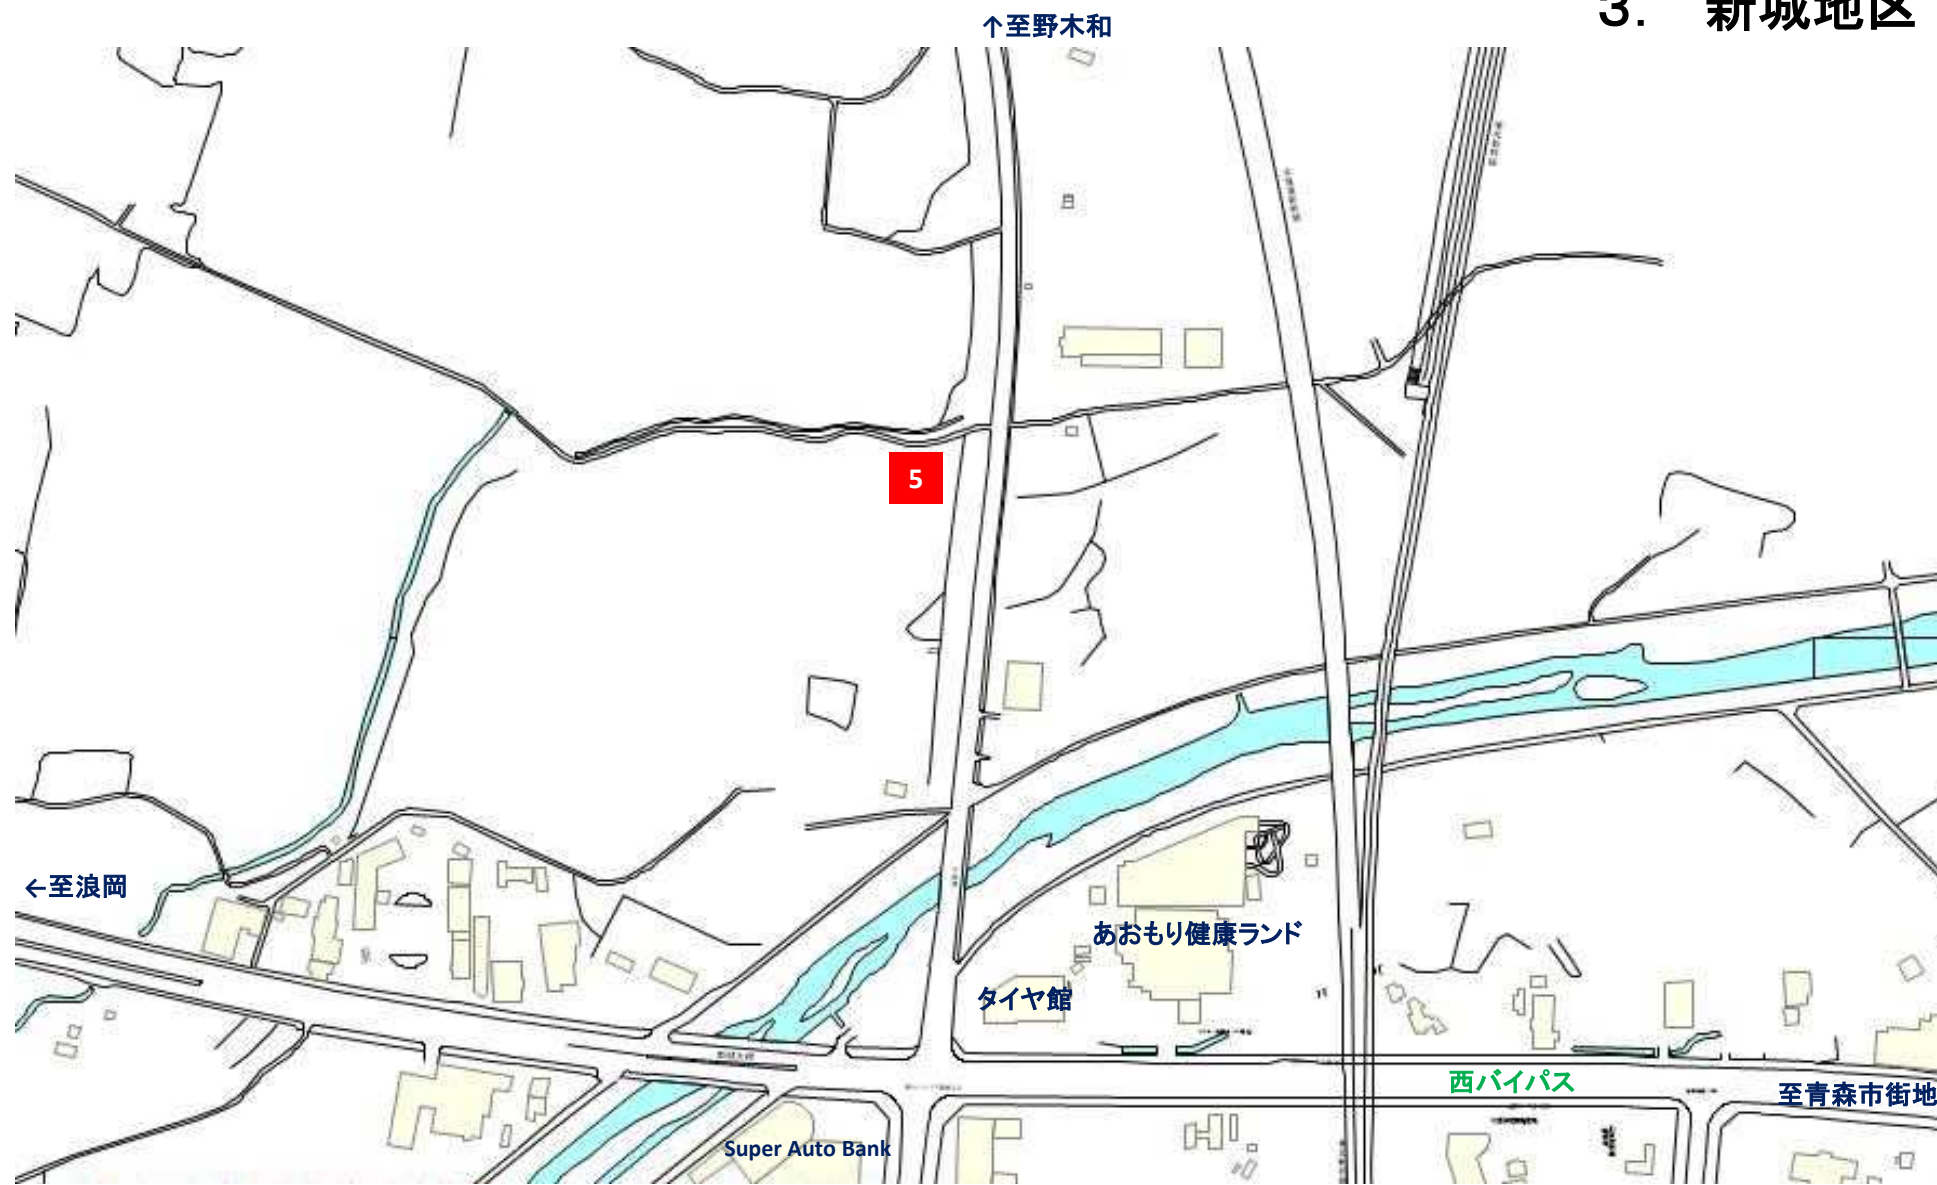 3. 新城地区
↑至野木和
5
←至浪岡
あおもり健康ランド
タイヤ館
西バイパス
至青森市街地
Super Auto Bank